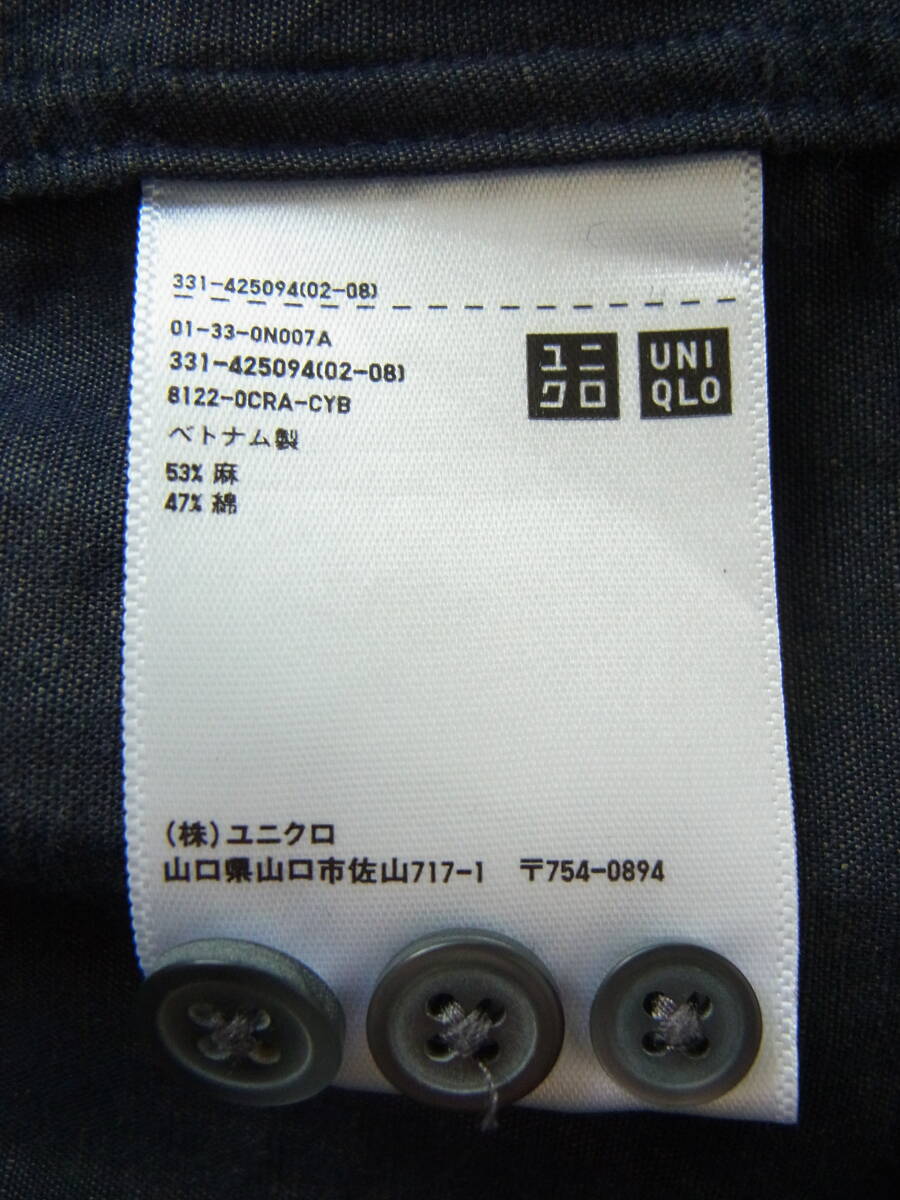 331-425094(02-08)
01-33-0N007A
331-425094(02-08)
8122-0CRA-CYB
ベトナム製
53% 麻
47% 綿
ユニ
クロ
UNI
QLO
(株)ユニクロ
山口県山口市佐山717-1 〒754-0894